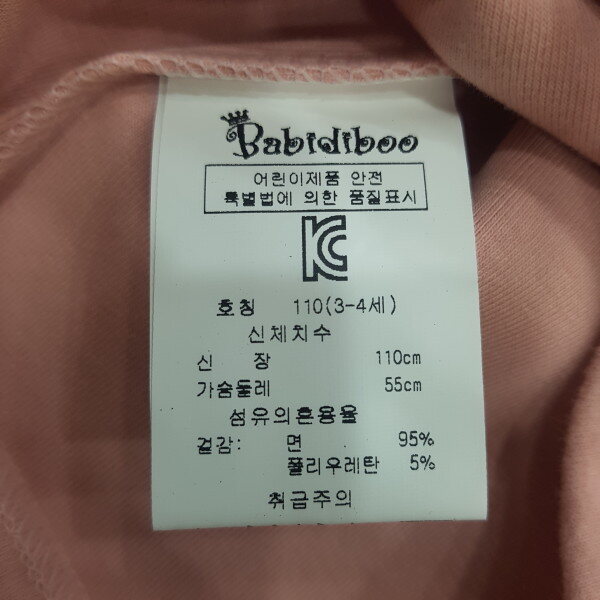 Babidiboo
어린이제품 안전
특별법에 의한 품질표시
KC
호칭 110(3-4세)
신체치수
신 장 110cm
가슴둘레 55cm
섬유의혼용율
겉감: 면 95%
폴리우레탄 5%
취급주의